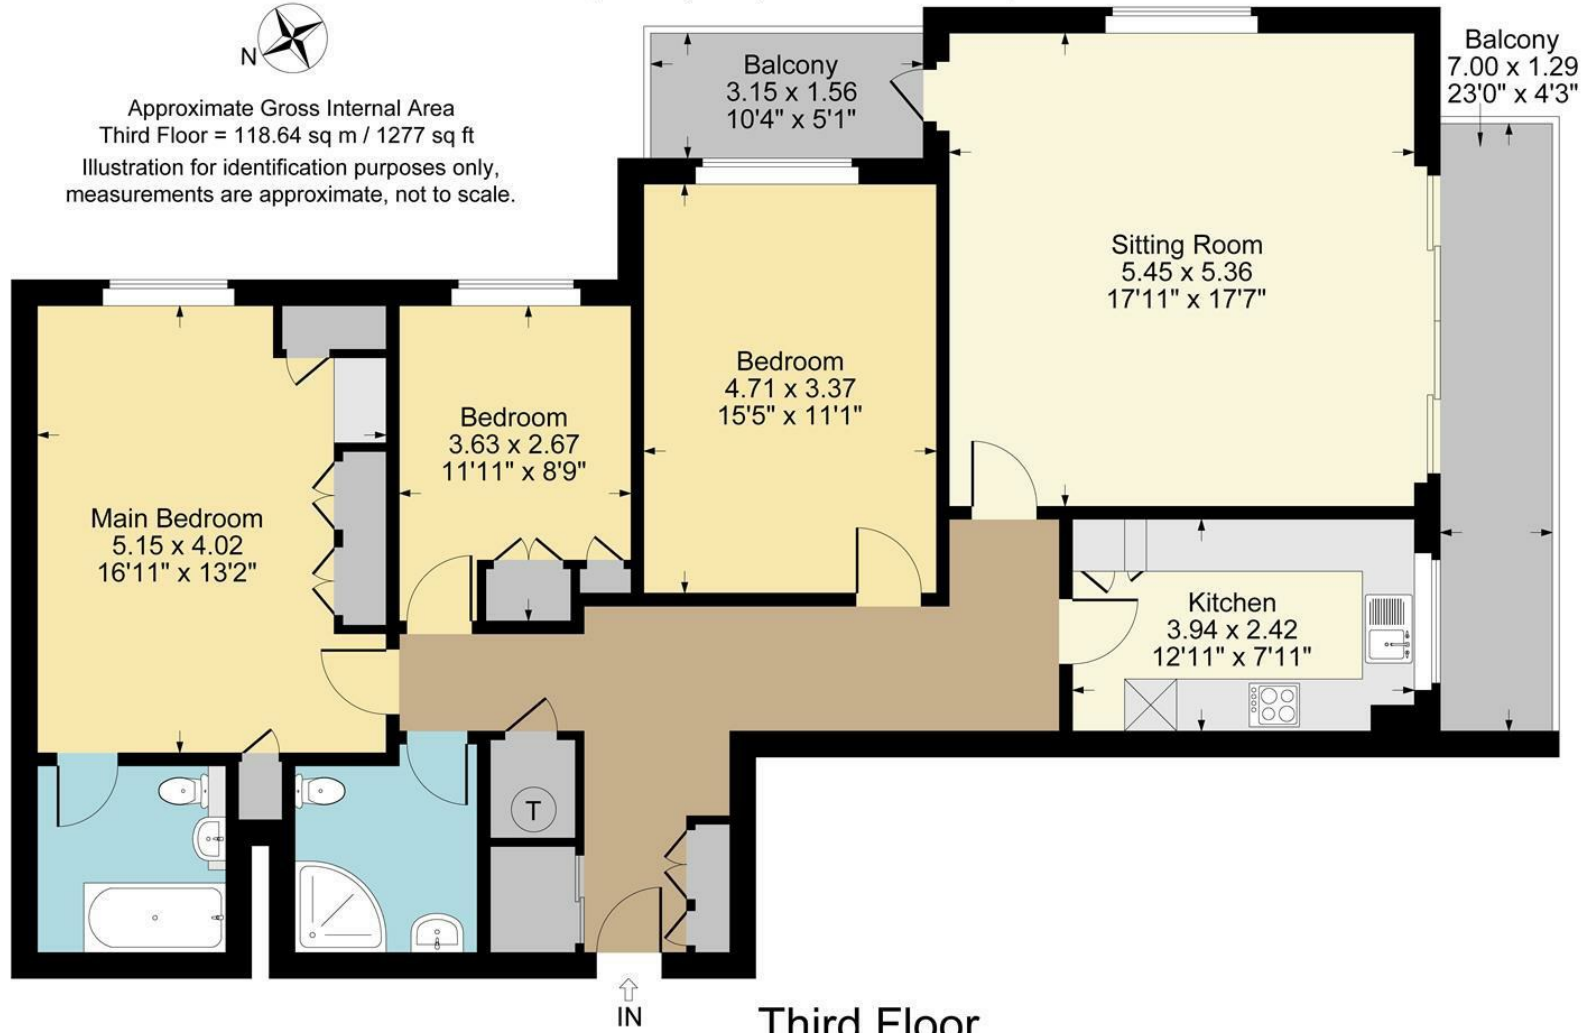 N
Approximate Gross Internal Area
Third Floor = 118.64 sq m / 1277 sq ft
Illustration for identification purposes only,
measurements are approximate, not to scale.
Balcony
3.15 x 1.56
10'4" x 5'1"
Balcony
7.00 x 1.29
23'0" x 4'3"
Sitting Room
5.45 x 5.36
17'11" x 17'7"
Bedroom
4.71 x 3.37
15'5" x 11'1"
Bedroom
3.63 x 2.67
11'11" x 8'9"
Main Bedroom
5.15 x 4.02
16'11" x 13'2"
Kitchen
3.94 x 2.42
12'11" x 7'11"
T
IN
Third Floor